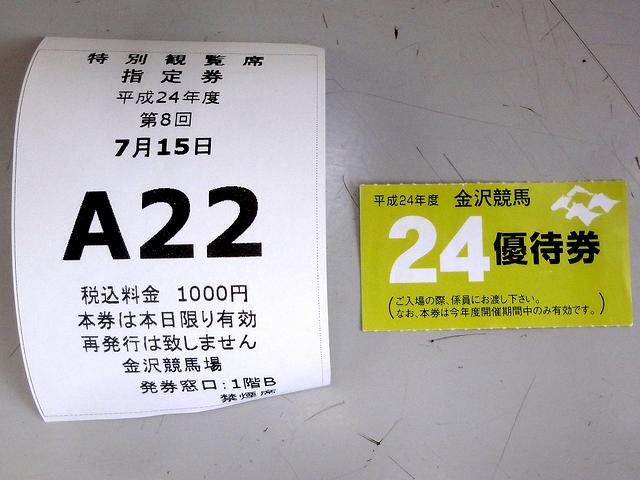 特別観覧席
指定券
平成24年度
第8回
7月15日
A22
税込料金 1000円
本券は本日限り有効
再発行は致しません
金沢競馬場
発券窓口:1階B
禁煙席
平成24年度 金沢競馬
24優待券
(ご入場の際、係員にお渡し下さい。
なお、本券は今年度開催期間中のみ有効です。)